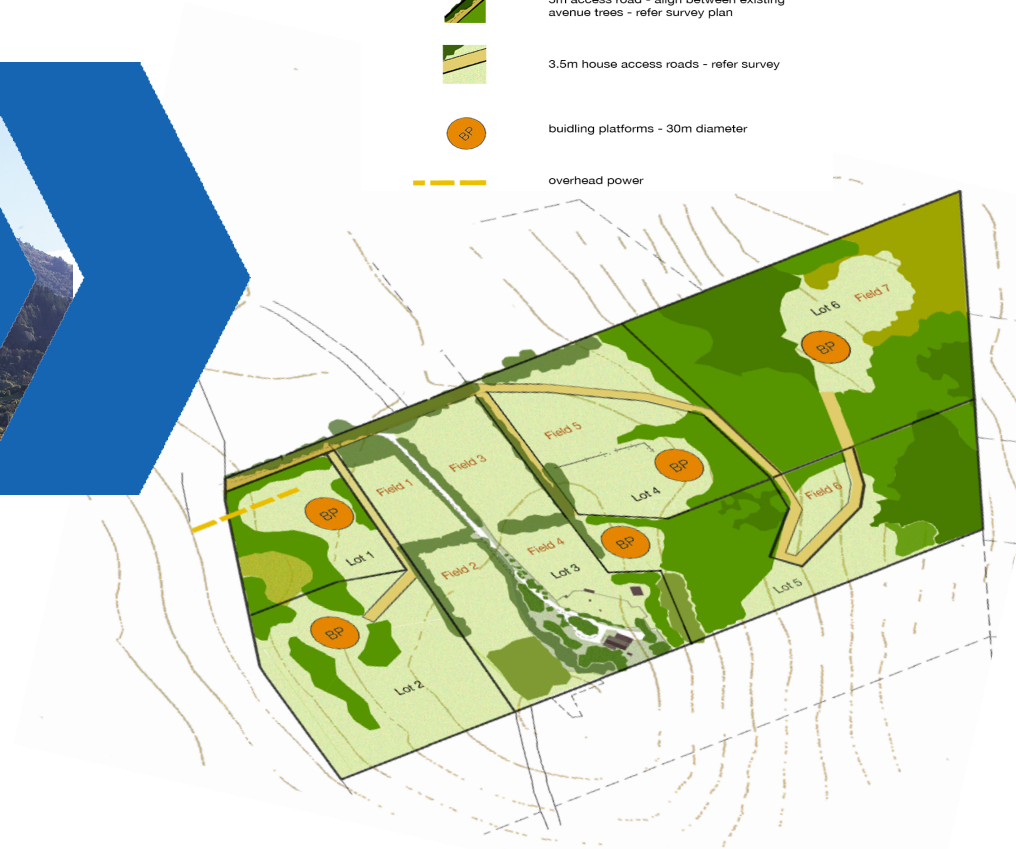 5m access road - align between existing
avenue trees - refer survey plan
3.5m house access roads - refer survey
BP
buidling platforms - 30m diameter
overhead power
Lot 6
Field 7
BP
Field 5
Field 3
BP
Field 1
Lot 4
Field 6
BP
BP
Field 4
Lot 1
Field 2
Lot 3
Lot 5
BP
Lot 2